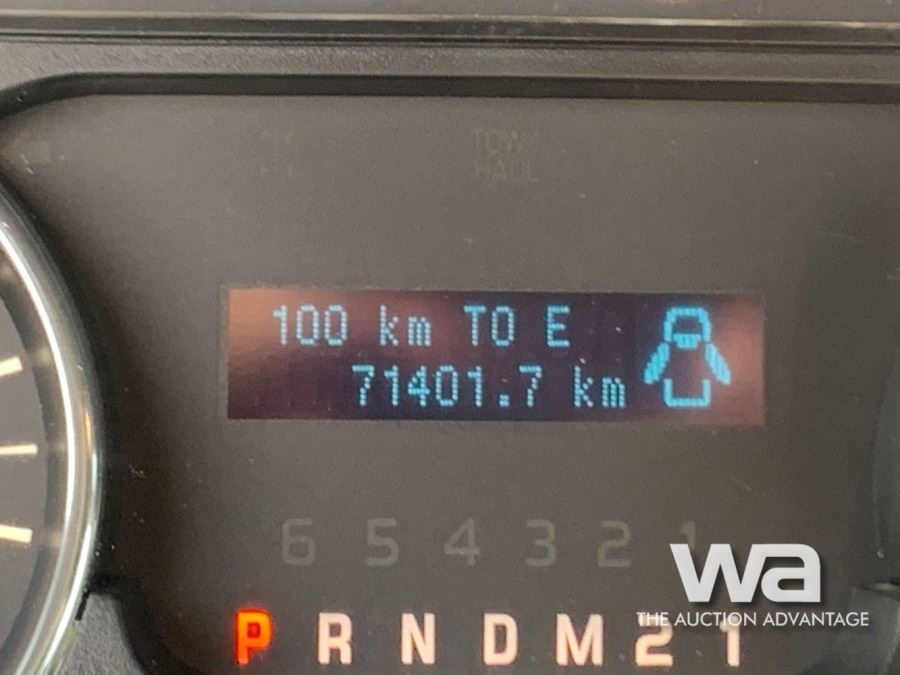 TOW/
HAUL
100 km TO E
71401.7 km
6 5 4 3 2 1
P R N D M 2 1
wa
THE AUCTION ADVANTAGE